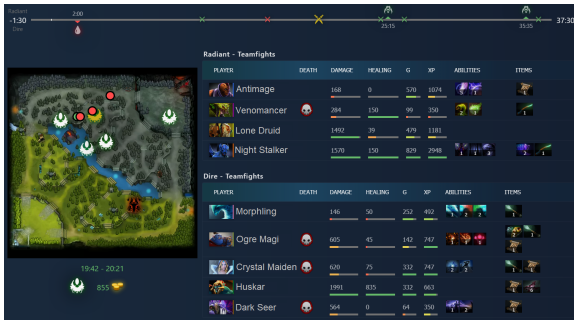 Radiant
-1:30
Dire
2:00
25:15
35:35
37:30
Radiant - Teamfights
PLAYER DEATH DAMAGE HEALING G XP ABILITIES ITEMS
Antimage 168 0 570 1074
Venomancer 284 150 99 350
Lone Druid 1492 39 479 1181
Night Stalker 1570 150 829 2948
Dire - Teamfights
PLAYER DEATH DAMAGE HEALING G XP ABILITIES ITEMS
Morphling 146 50 252 492
Ogre Magi 605 45 142 747
Crystal Maiden 620 75 332 747
Huskar 1991 835 332 663
Dark Seer 564 0 64 350
19:42 - 20:21
855